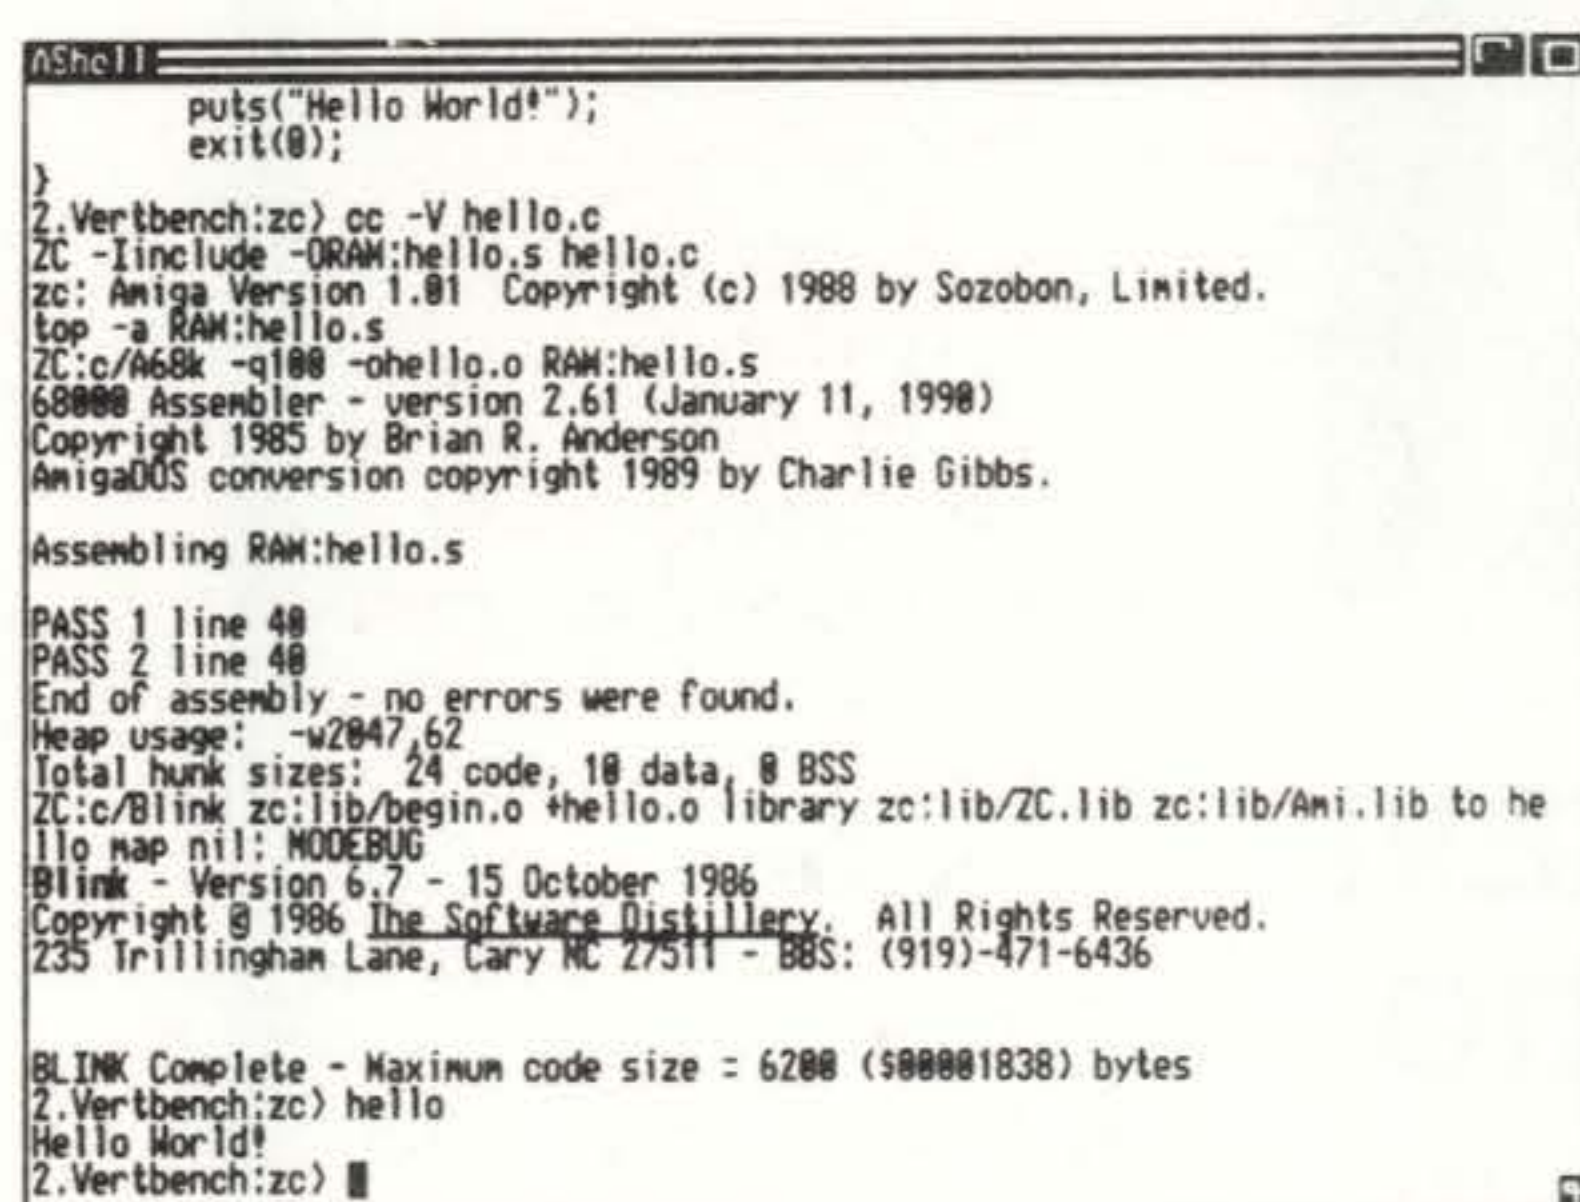 AShell
puts("Hello World!");
exit(0);
}
2.Vertbench:zc> cc -V hello.c
ZC -Iinclude -ORAM:hello.s hello.c
zc: Amiga Version 1.01  Copyright (c) 1988 by Sozobon, Limited.
top -a RAM:hello.s
ZC:c/A68k -q100 -ohello.o RAM:hello.s
68000 Assembler - version 2.61 (January 11, 1990)
Copyright 1985 by Brian R. Anderson
AmigaDOS conversion copyright 1989 by Charlie Gibbs.
Assembling RAM:hello.s
PASS 1 line 40
PASS 2 line 40
End of assembly - no errors were found.
Heap usage:  -w2047,62
Total hunk sizes:  24 code, 10 data, 0 BSS
ZC:c/Blink zc:lib/begin.o +hello.o library zc:lib/ZC.lib zc:lib/Ami.lib to he
llo map nil: NODEBUG
Blink - Version 6.7 - 15 October 1986
Copyright @ 1986 The Software Distillery.  All Rights Reserved.
235 Trillingham Lane, Cary NC 27511 - BBS: (919)-471-6436
BLINK Complete - Maximum code size = 6200 ($00001838) bytes
2.Vertbench:zc> hello
Hello World!
2.Vertbench:zc>